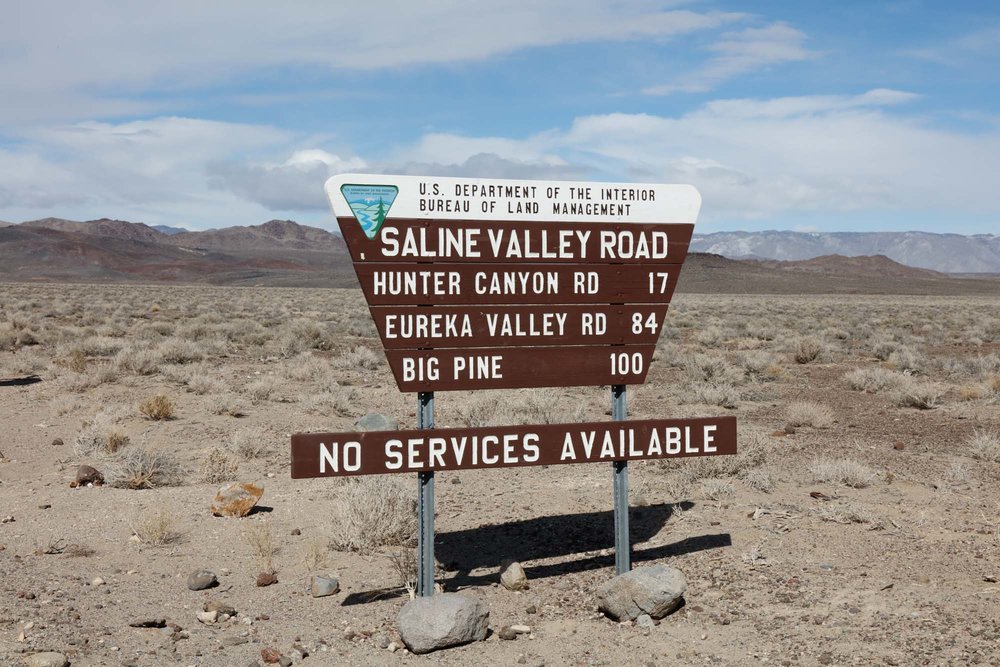 U.S. DEPARTMENT OF THE INTERIOR
BUREAU OF LAND MANAGEMENT
SALINE VALLEY ROAD
HUNTER CANYON RD 17
EUREKA VALLEY RD 84
BIG PINE 100
NO SERVICES AVAILABLE